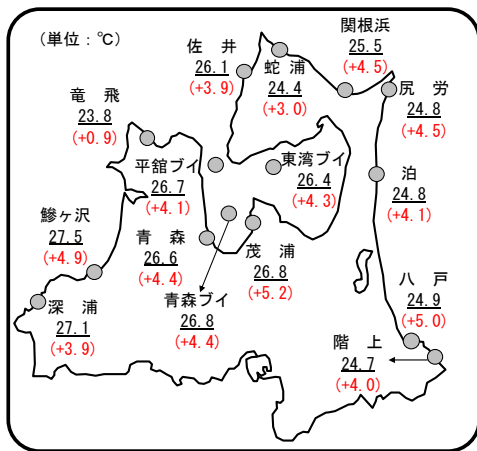 (単位：℃)
佐井
26.1
(+3.9)
蛇浦
24.4
(+3.0)
関根浜
25.5
(+4.5)
尻労
24.8
(+4.5)
竜飛
23.8
(+0.9)
平舘ブイ
26.7
(+4.1)
東湾ブイ
26.4
(+4.3)
泊
24.8
(+4.1)
鰺ヶ沢
27.5
(+4.9)
青森
26.6
(+4.4)
茂浦
26.8
(+5.2)
青森ブイ
26.8
(+4.4)
深浦
27.1
(+3.9)
八戸
24.9
(+5.0)
階上
24.7
(+4.0)